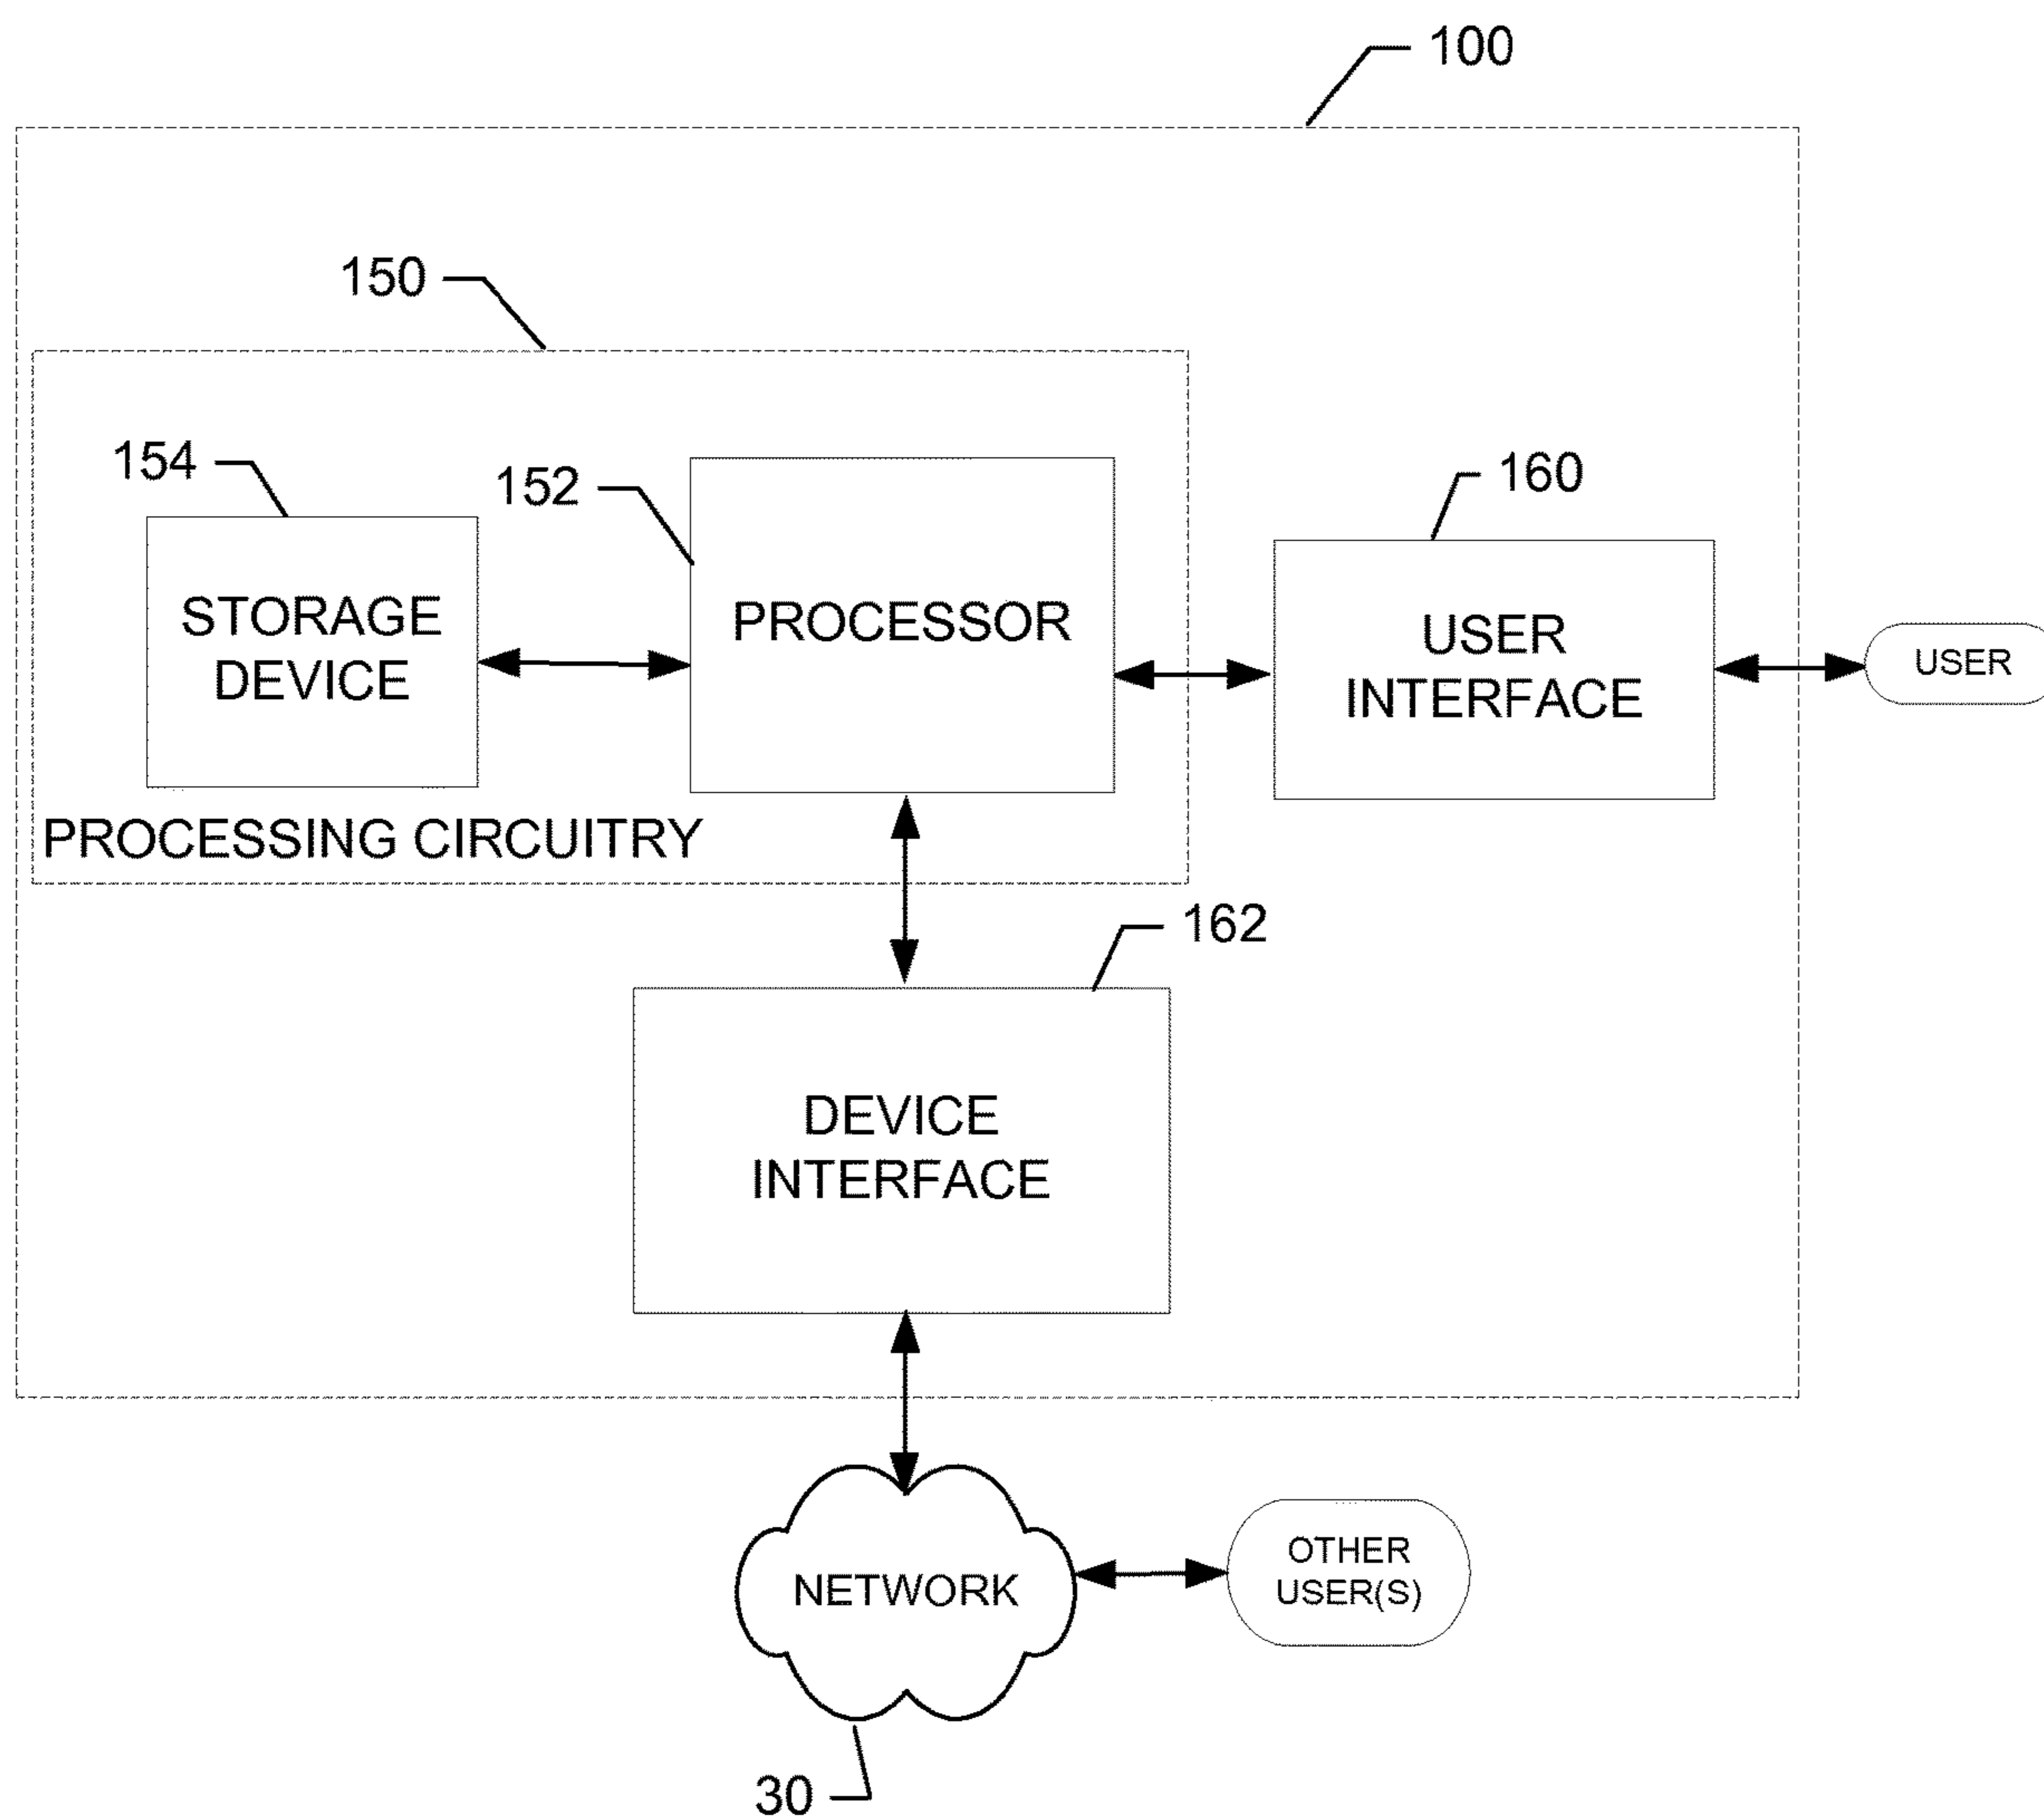 100
150
154
152
160
STORAGE
DEVICE
PROCESSOR
USER
INTERFACE
USER
PROCESSING CIRCUITRY
162
DEVICE
INTERFACE
NETWORK
OTHER
USER(S)
30